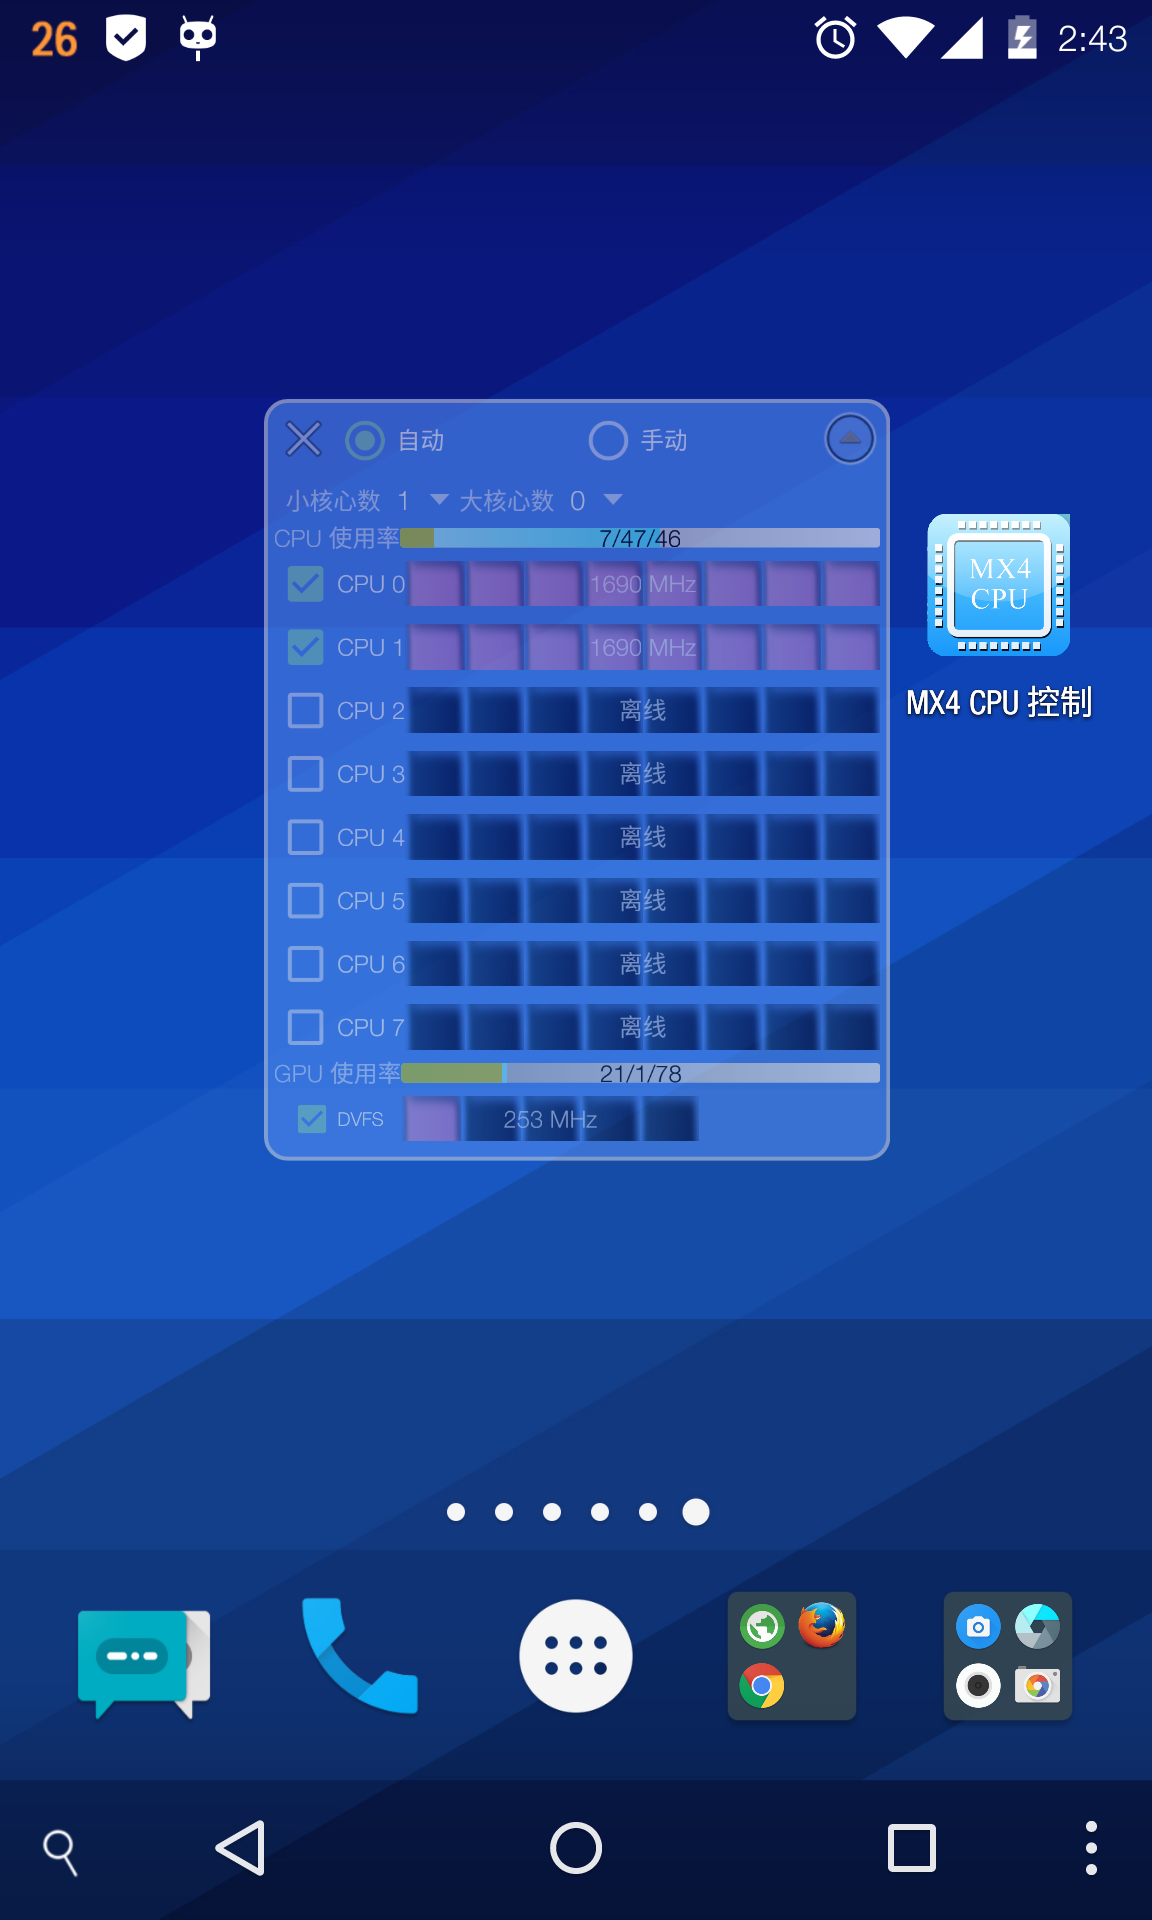 26 2:43
自动 手动
小核心数 1 大核心数 0
CPU 使用率 7/47/46
CPU 0 1690 MHz
CPU 1 1690 MHz
CPU 2 离线
CPU 3 离线
CPU 4 离线
CPU 5 离线
CPU 6 离线
CPU 7 离线
GPU 使用率 21/1/78
DVFS 253 MHz
MX4
CPU
MX4 CPU 控制